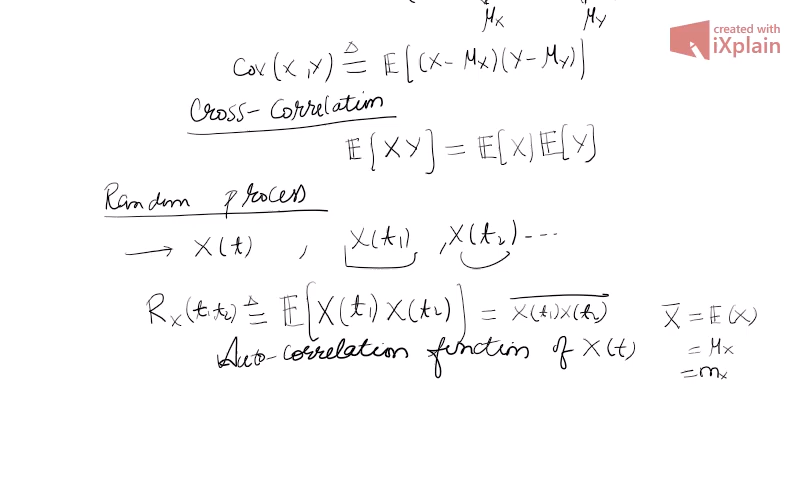 μx μy
created with
iXplain
Cov(X,Y) ≜ E[(X-μx)(Y-μy)]
Cross-Correlation
E[XY] = E[X]E[Y]
Random process
→ X(t) , X(t₁) , X(t₂) ---
Rx(t₁,t₂) ≜ E[X(t₁)X(t₂)] = \overline{X(t₁)X(t₂)}
Auto-correlation function of X(t)
X̄ = E(X)
= μx
= mx